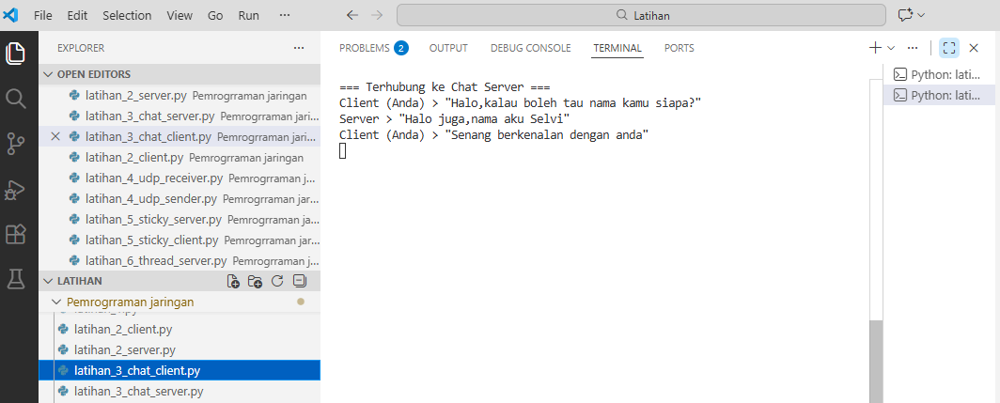 File Edit Selection View Go Run ... Latihan
EXPLORER ...
OPEN EDITORS
latihan_2_server.py Pemrogrraman jaringan
latihan_3_chat_server.py Pemrogrraman jari...
latihan_3_chat_client.py Pemrogrraman jari...
latihan_2_client.py Pemrogrraman jaringan
latihan_4_udp_receiver.py Pemrogrraman j...
latihan_4_udp_sender.py Pemrogrraman jar...
latihan_5_sticky_server.py Pemrogrraman ja...
latihan_5_sticky_client.py Pemrogrraman jar...
latihan_6_thread_server.py Pemrogrraman j...
LATIHAN
Pemrogrraman jaringan
latihan_2_client.py
latihan_2_server.py
latihan_3_chat_client.py
latihan_3_chat_server.py
PROBLEMS 2 OUTPUT DEBUG CONSOLE TERMINAL PORTS
=== Terhubung ke Chat Server ===
Client (Anda) > "Halo,kalau boleh tau nama kamu siapa?"
Server > "Halo juga,nama aku Selvi"
Client (Anda) > "Senang berkenalan dengan anda"
Python: lati...
Python: lati...